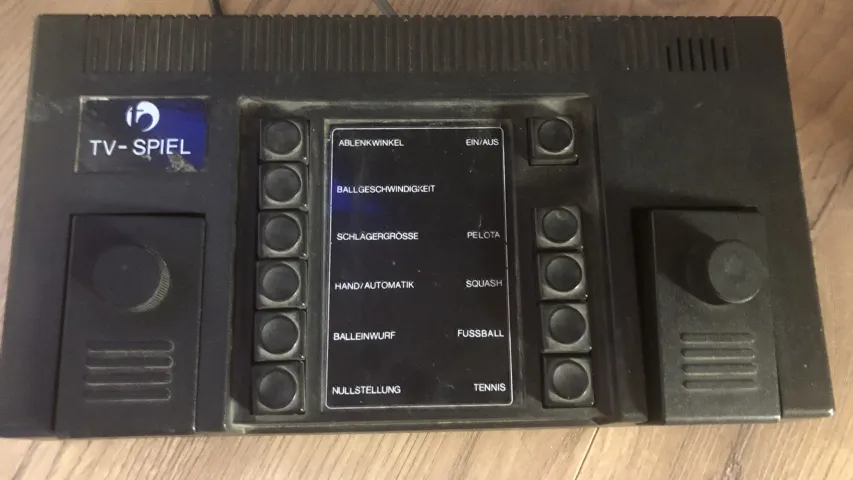 TV-SPIEL
ABLENKWINKEL EIN/AUS
BALLGESCHWINDIGKEIT
SCHLÄGERGRÖSSE PELOTA
HAND/AUTOMATIK SQUASH
BALLEINWURF FUSSBALL
NULLSTELLUNG TENNIS